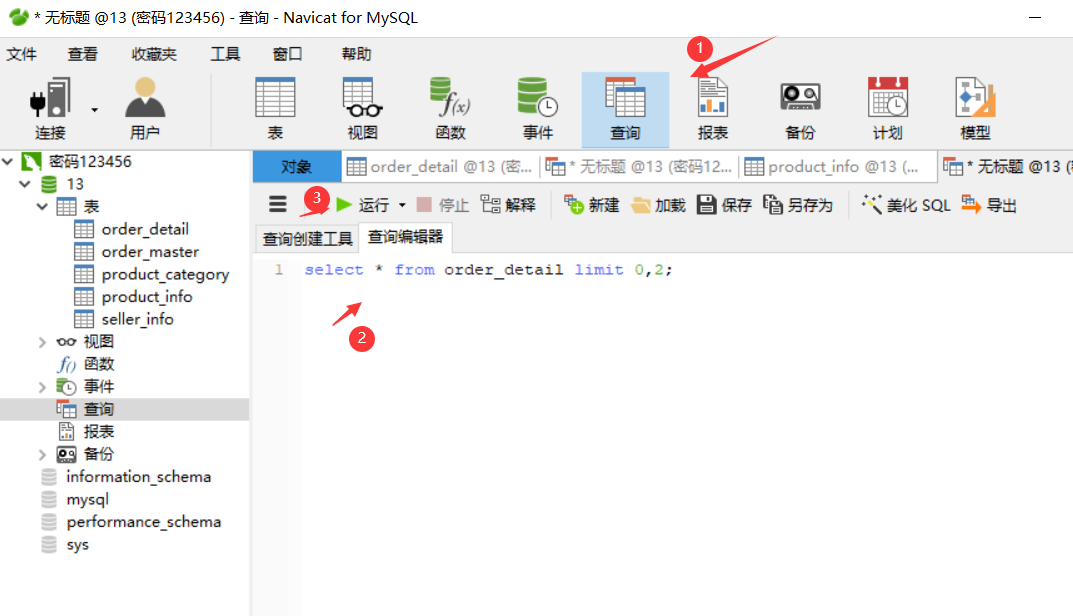 * 无标题 @13 (密码123456) - 查询 - Navicat for MySQL
文件 查看 收藏夹 工具 窗口 帮助
1
连接 用户 表 视图 函数 事件 查询 报表 备份 计划 模型
密码123456
对象 order_detail @13 (密... * 无标题 @13 (密码12... product_info @13 (... * 无标题 @13 (密
13
3 运行 停止 解释 新建 加载 保存 另存为 美化 SQL 导出
表
order_detail
查询创建工具 查询编辑器
order_master
1 select * from order_detail limit 0,2;
product_category
product_info
seller_info
2
视图
函数
事件
查询
报表
备份
information_schema
mysql
performance_schema
sys